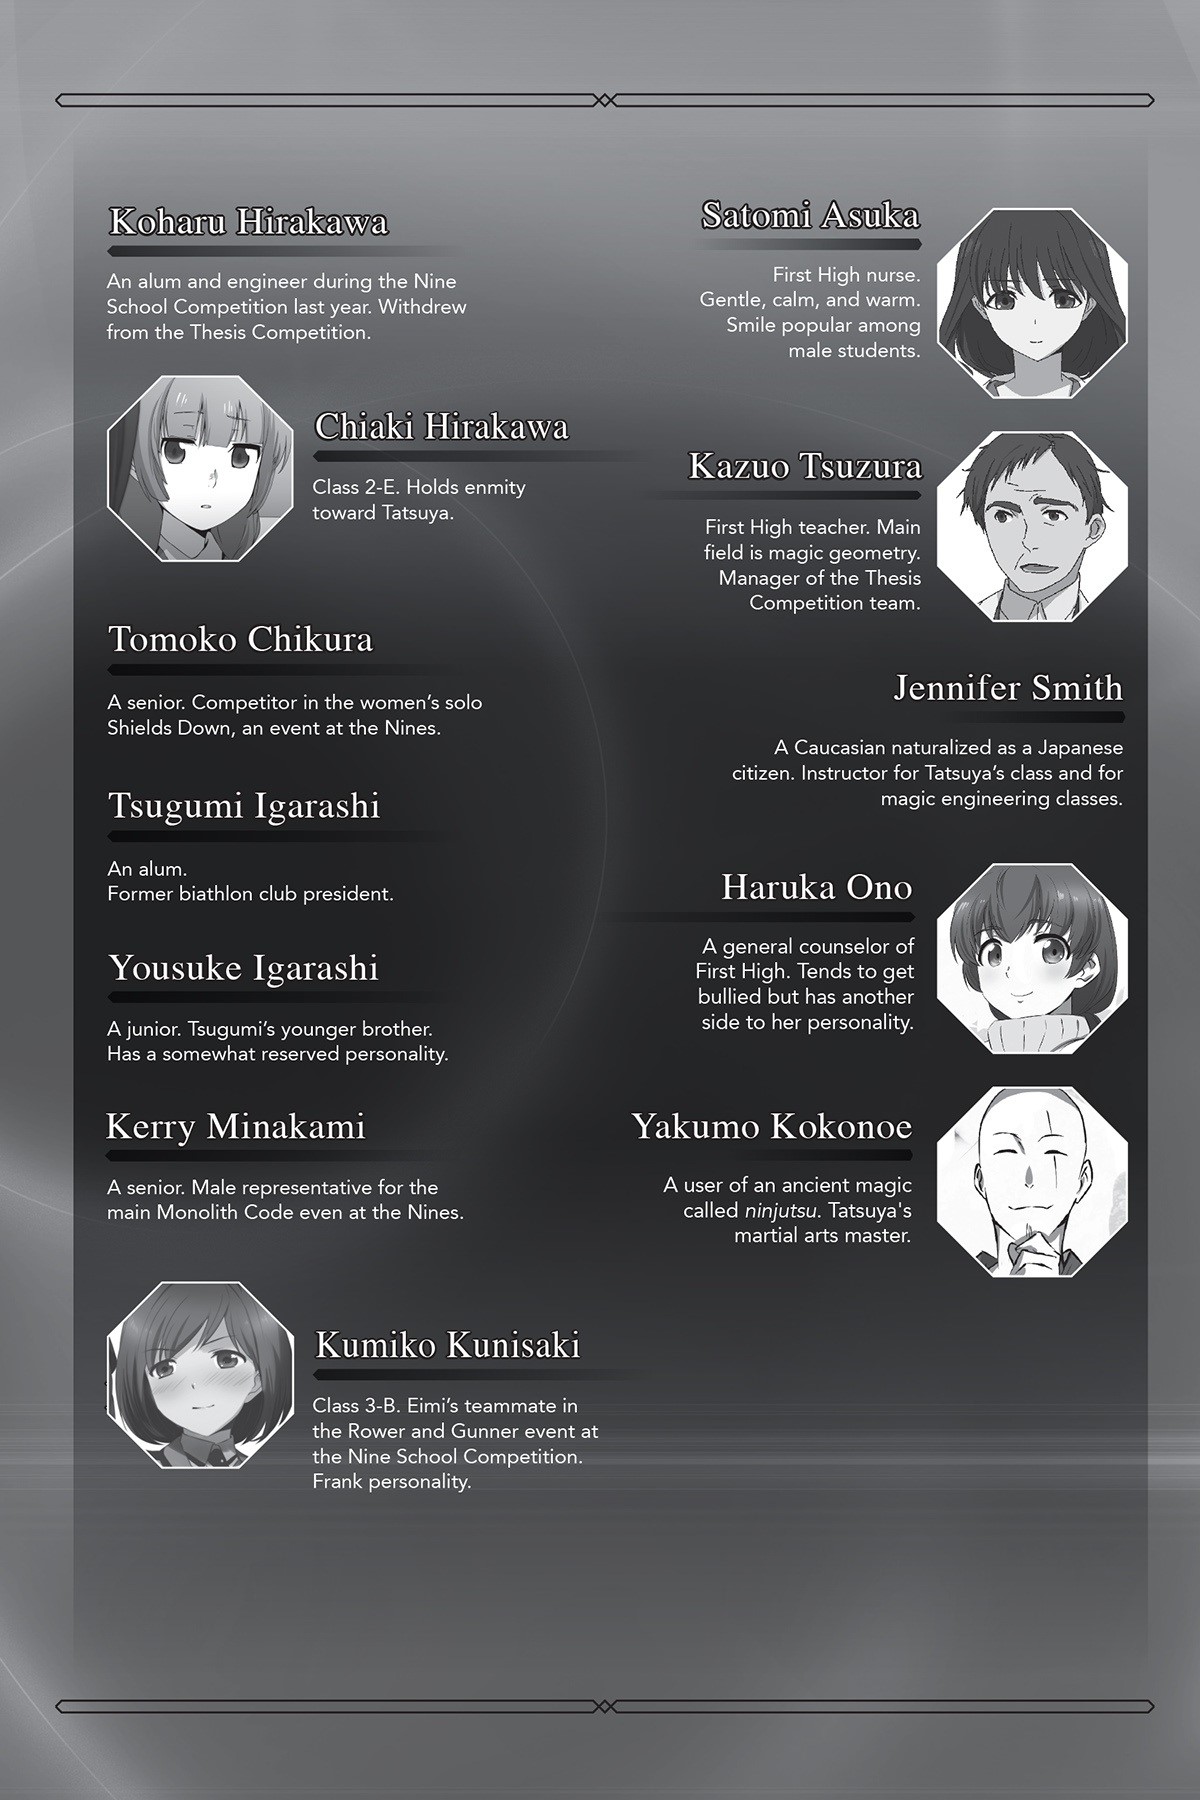 Koharu Hirakawa
An alum and engineer during the Nine
School Competition last year. Withdrew
from the Thesis Competition.
Chiaki Hirakawa
Class 2-E. Holds enmity
toward Tatsuya.
Tomoko Chikura
A senior. Competitor in the women’s solo
Shields Down, an event at the Nines.
Tsugumi Igarashi
An alum.
Former biathlon club president.
Yousuke Igarashi
A junior. Tsugumi’s younger brother.
Has a somewhat reserved personality.
Kerry Minakami
A senior. Male representative for the
main Monolith Code even at the Nines.
Kumiko Kunisaki
Class 3-B. Eimi’s teammate in
the Rower and Gunner event at
the Nine School Competition.
Frank personality.
Satomi Asuka
First High nurse.
Gentle, calm, and warm.
Smile popular among
male students.
Kazuo Tsuzura
First High teacher. Main
field is magic geometry.
Manager of the Thesis
Competition team.
Jennifer Smith
A Caucasian naturalized as a Japanese
citizen. Instructor for Tatsuya’s class and for
magic engineering classes.
Haruka Ono
A general counselor of
First High. Tends to get
bullied but has another
side to her personality.
Yakumo Kokonoe
A user of an ancient magic
called ninjutsu. Tatsuya's
martial arts master.